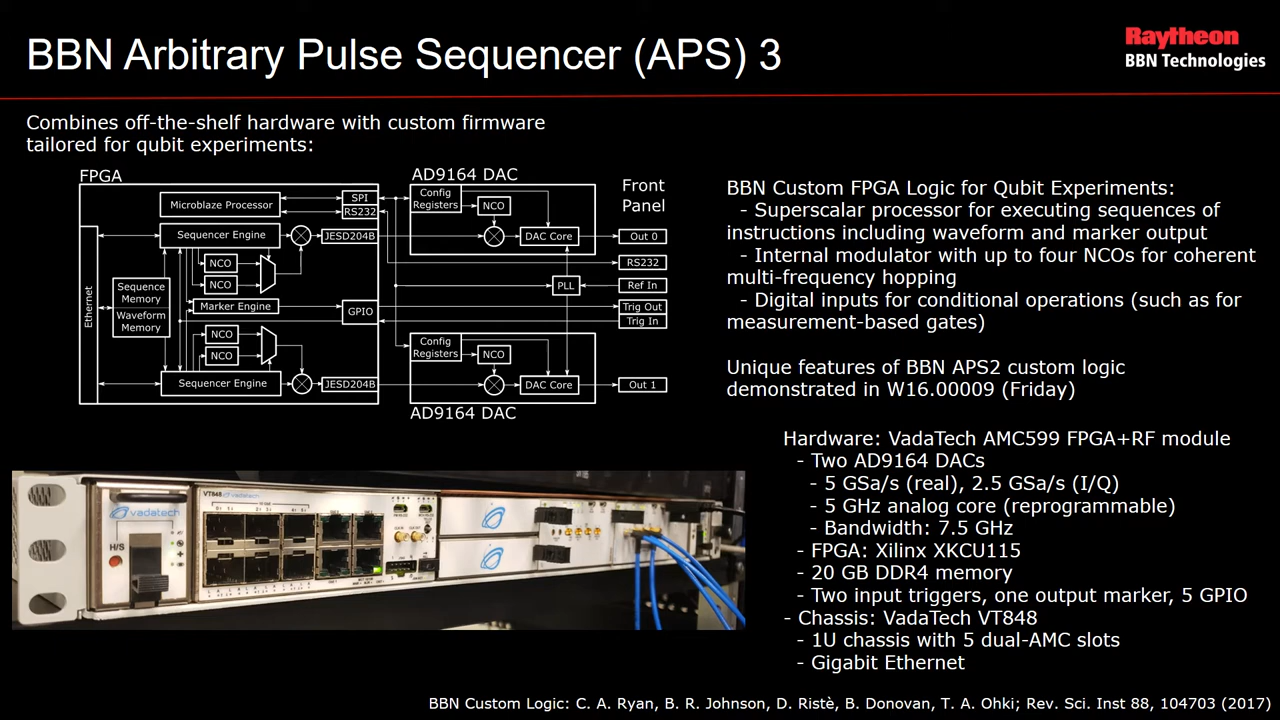 BBN Arbitrary Pulse Sequencer (APS) 3
Raytheon
BBN Technologies
Combines off-the-shelf hardware with custom firmware
tailored for qubit experiments:
FPGA
Ethernet
Microblaze Processor
Sequencer Engine
NCO
NCO
Sequence
Memory
Waveform
Memory
Marker Engine
NCO
NCO
Sequencer Engine
SPI
RS232
JESD204B
GPIO
JESD204B
AD9164 DAC
Config
Registers
NCO
DAC Core
PLL
Config
Registers
NCO
DAC Core
AD9164 DAC
Front
Panel
Out 0
RS232
Ref In
Trig Out
Trig In
Out 1
BBN Custom FPGA Logic for Qubit Experiments:
- Superscalar processor for executing sequences of
instructions including waveform and marker output
- Internal modulator with up to four NCOs for coherent
multi-frequency hopping
- Digital inputs for conditional operations (such as for
measurement-based gates)
Unique features of BBN APS2 custom logic
demonstrated in W16.00009 (Friday)
Hardware: VadaTech AMC599 FPGA+RF module
- Two AD9164 DACs
- 5 GSa/s (real), 2.5 GSa/s (I/Q)
- 5 GHz analog core (reprogrammable)
- Bandwidth: 7.5 GHz
- FPGA: Xilinx XKCU115
- 20 GB DDR4 memory
- Two input triggers, one output marker, 5 GPIO
- Chassis: VadaTech VT848
- 1U chassis with 5 dual-AMC slots
- Gigabit Ethernet
vadatech
H/S
VT848 vadatech
BBN Custom Logic: C. A. Ryan, B. R. Johnson, D. Ristè, B. Donovan, T. A. Ohki; Rev. Sci. Inst 88, 104703 (2017)